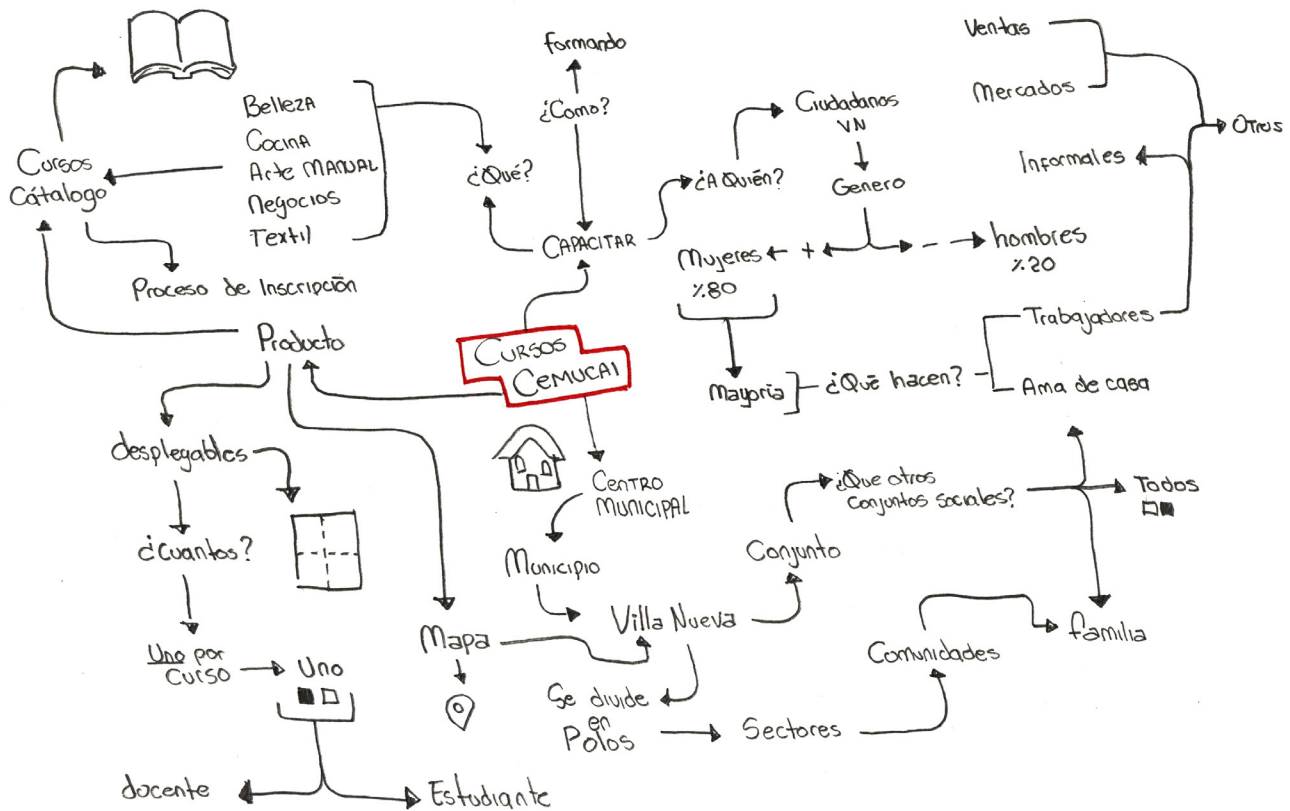 formando
¿Como?
Ventas
Mercados
Otros
Informales
Belleza
Cocina
Arte MANUAL
Negocios
Textil
Cursos
Cátalogo
¿Qué?
CAPACITAR
¿A Quién?
Ciudadanos
VN
Genero
Mujeres
+
-
hombres
%80
%20
Proceso de Inscripción
Producto
CURSOS
CEMUCAI
Mayoria
¿Qué hacen?
Trabajadores
Ama de casa
desplegables
¿Cuantos?
Uno por
curso
Uno
docente
Estudiante
CENTRO
MUNICIPAL
Municipio
Villa Nueva
Mapa
Se divide
en
Polos
Sectores
Comunidades
familia
Conjunto
¿Que otros
conjuntos sociales?
Todos